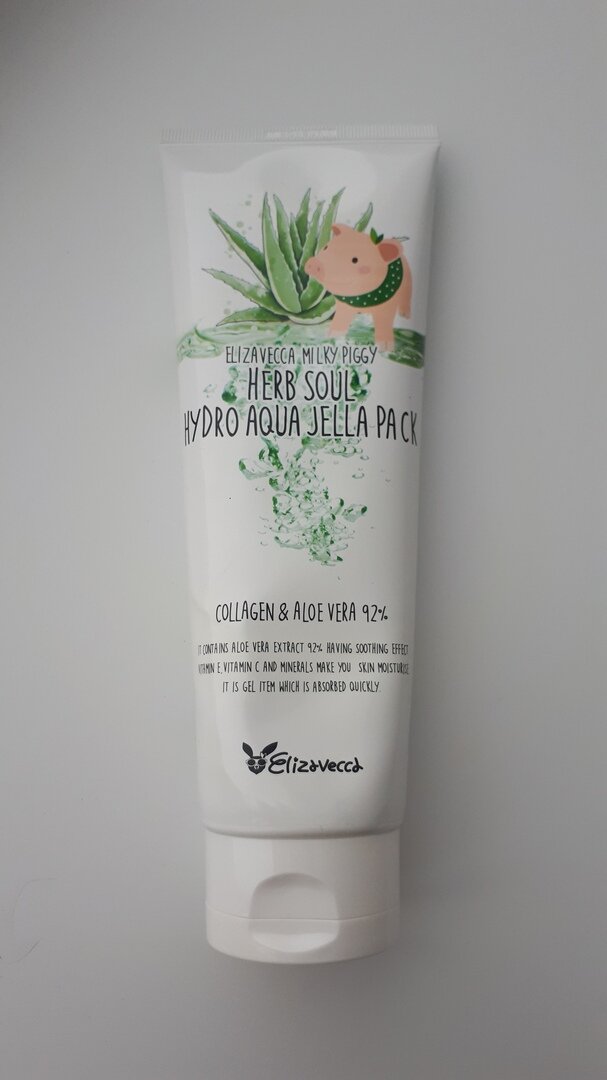 ELIZAVECCA MILKY PIGGY
HERB SOUL
HYDRO AQUA JELLA PACK
COLLAGEN & ALOE VERA 92%
IT CONTAINS ALOE VERA EXTRACT 92% HAVING SOOTHING EFFECT
VITAMIN E, VITAMIN C AND MINERALS MAKE YOU SKIN MOISTURISE.
IT IS GEL ITEM WHICH IS ABSORBED QUICKLY.
Elizavecca